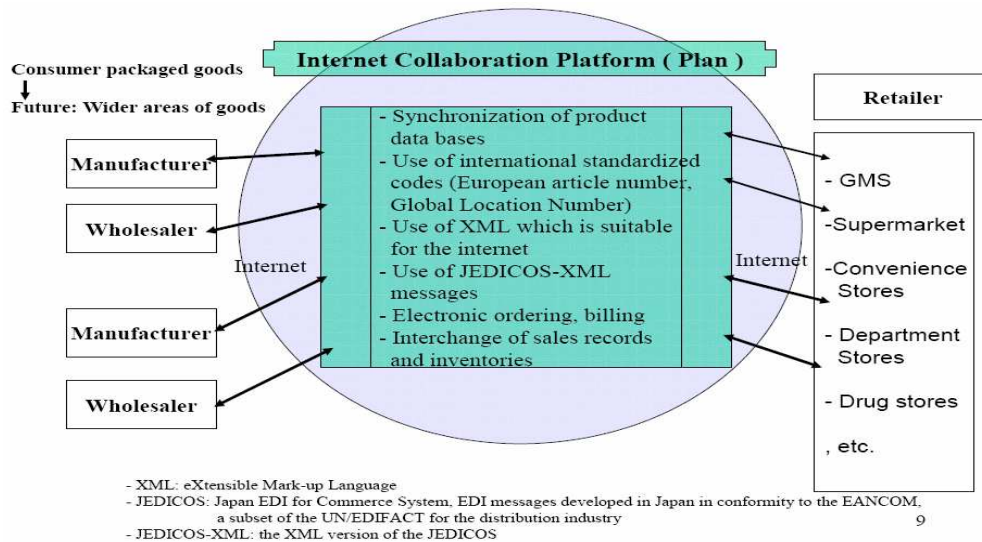 Internet Collaboration Platform ( Plan )
Consumer packaged goods
Future: Wider areas of goods
Manufacturer
Wholesaler
Manufacturer
Wholesaler
Internet
- Synchronization of product
data bases
- Use of international standardized
codes (European article number,
Global Location Number)
- Use of XML which is suitable
for the internet
- Use of JEDICOS-XML
messages
- Electronic ordering, billing
- Interchange of sales records
and inventories
Internet
Retailer
- GMS
-Supermarket
-Convenience
Stores
- Department
Stores
- Drug stores
, etc.
- XML: eXtensible Mark-up Language
- JEDICOS: Japan EDI for Commerce System, EDI messages developed in Japan in conformity to the EANCOM,
a subset of the UN/EDIFACT for the distribution industry
- JEDICOS-XML: the XML version of the JEDICOS
9